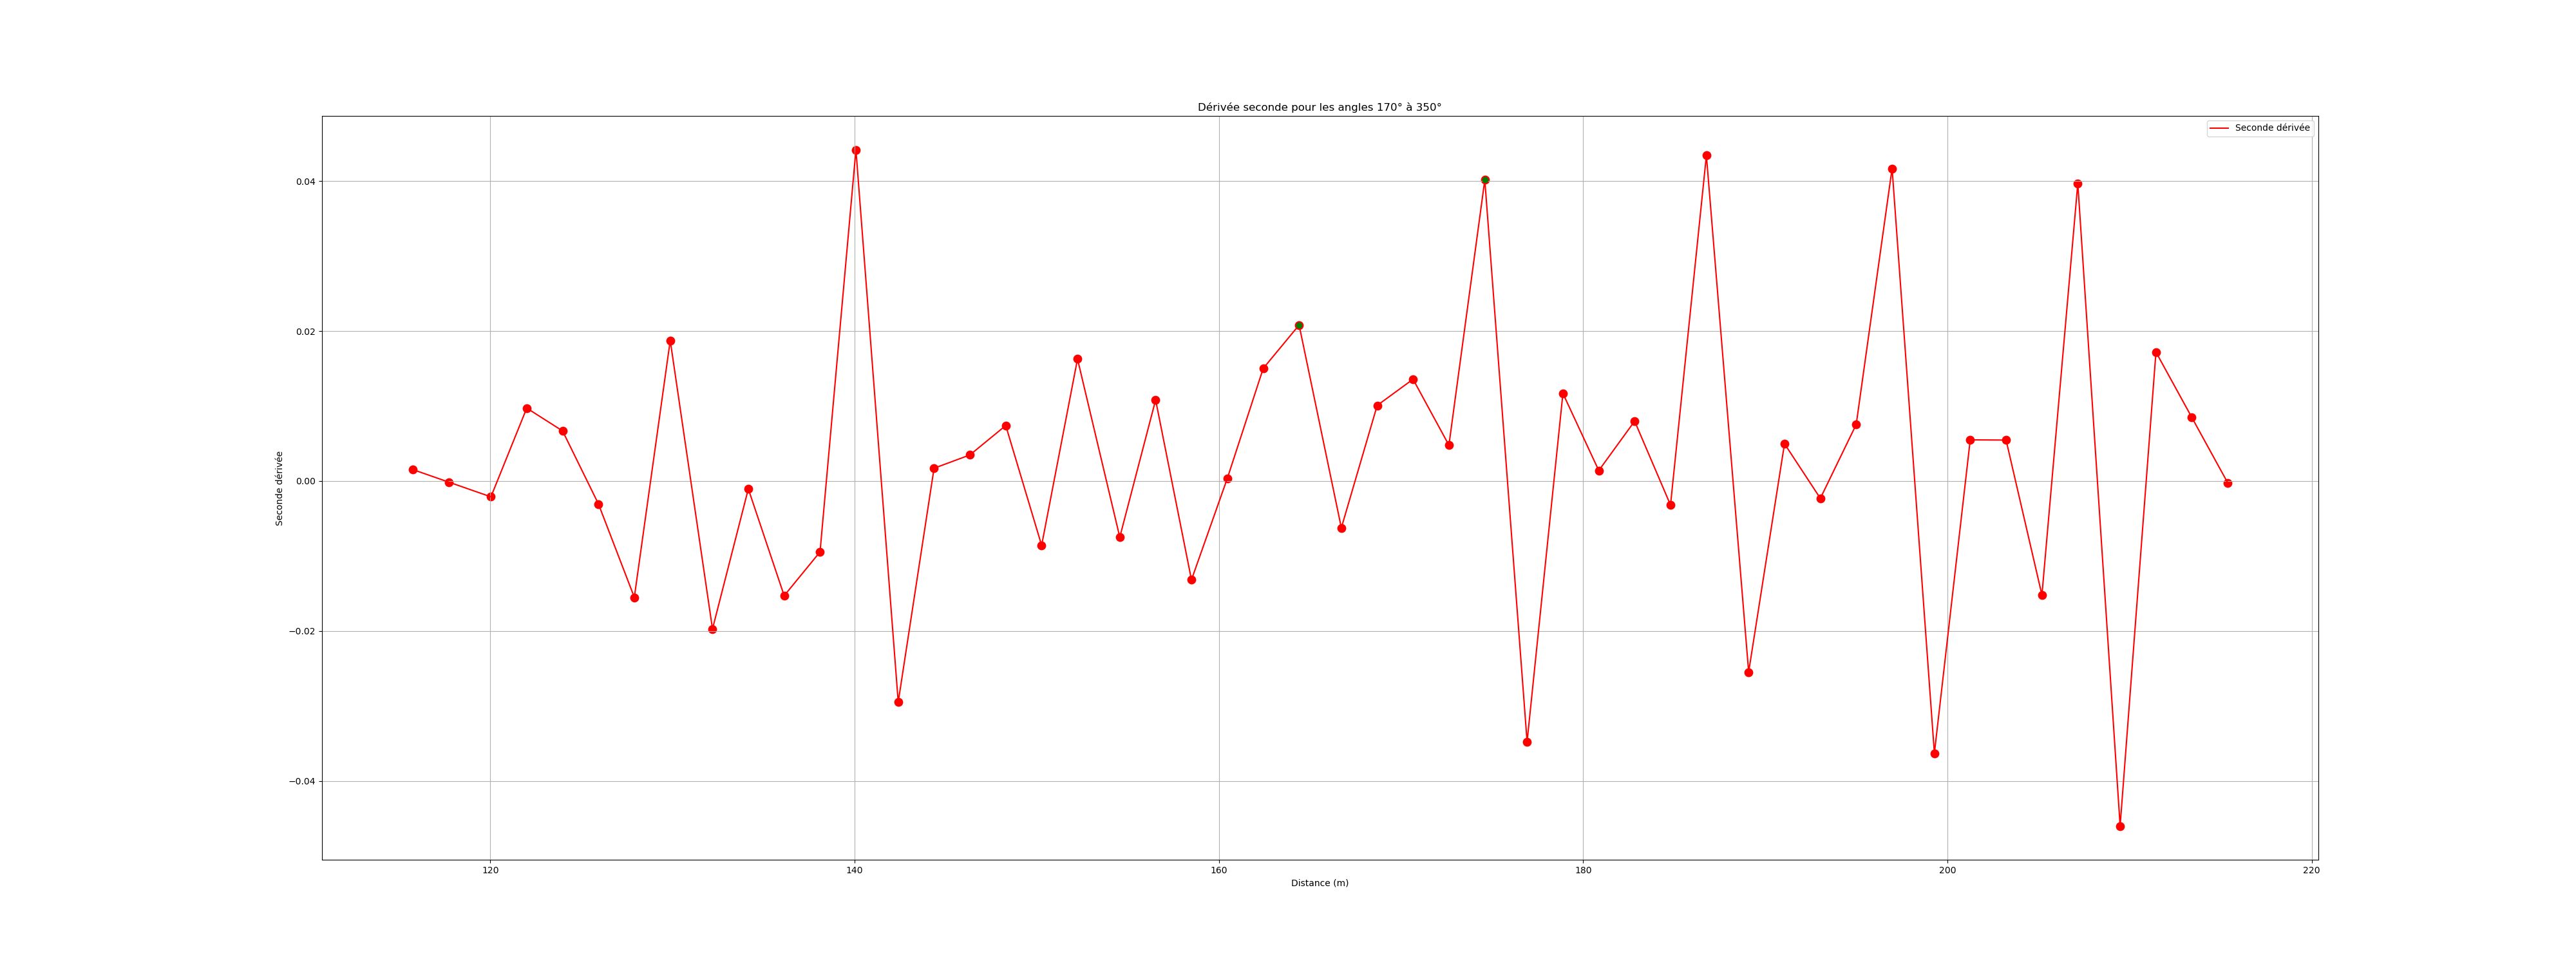 Dérivée seconde pour les angles 170° à 350°
Seconde dérivée
0.04
0.02
0.00
−0.02
−0.04
Seconde dérivée
120
140
160
180
200
220
Distance (m)